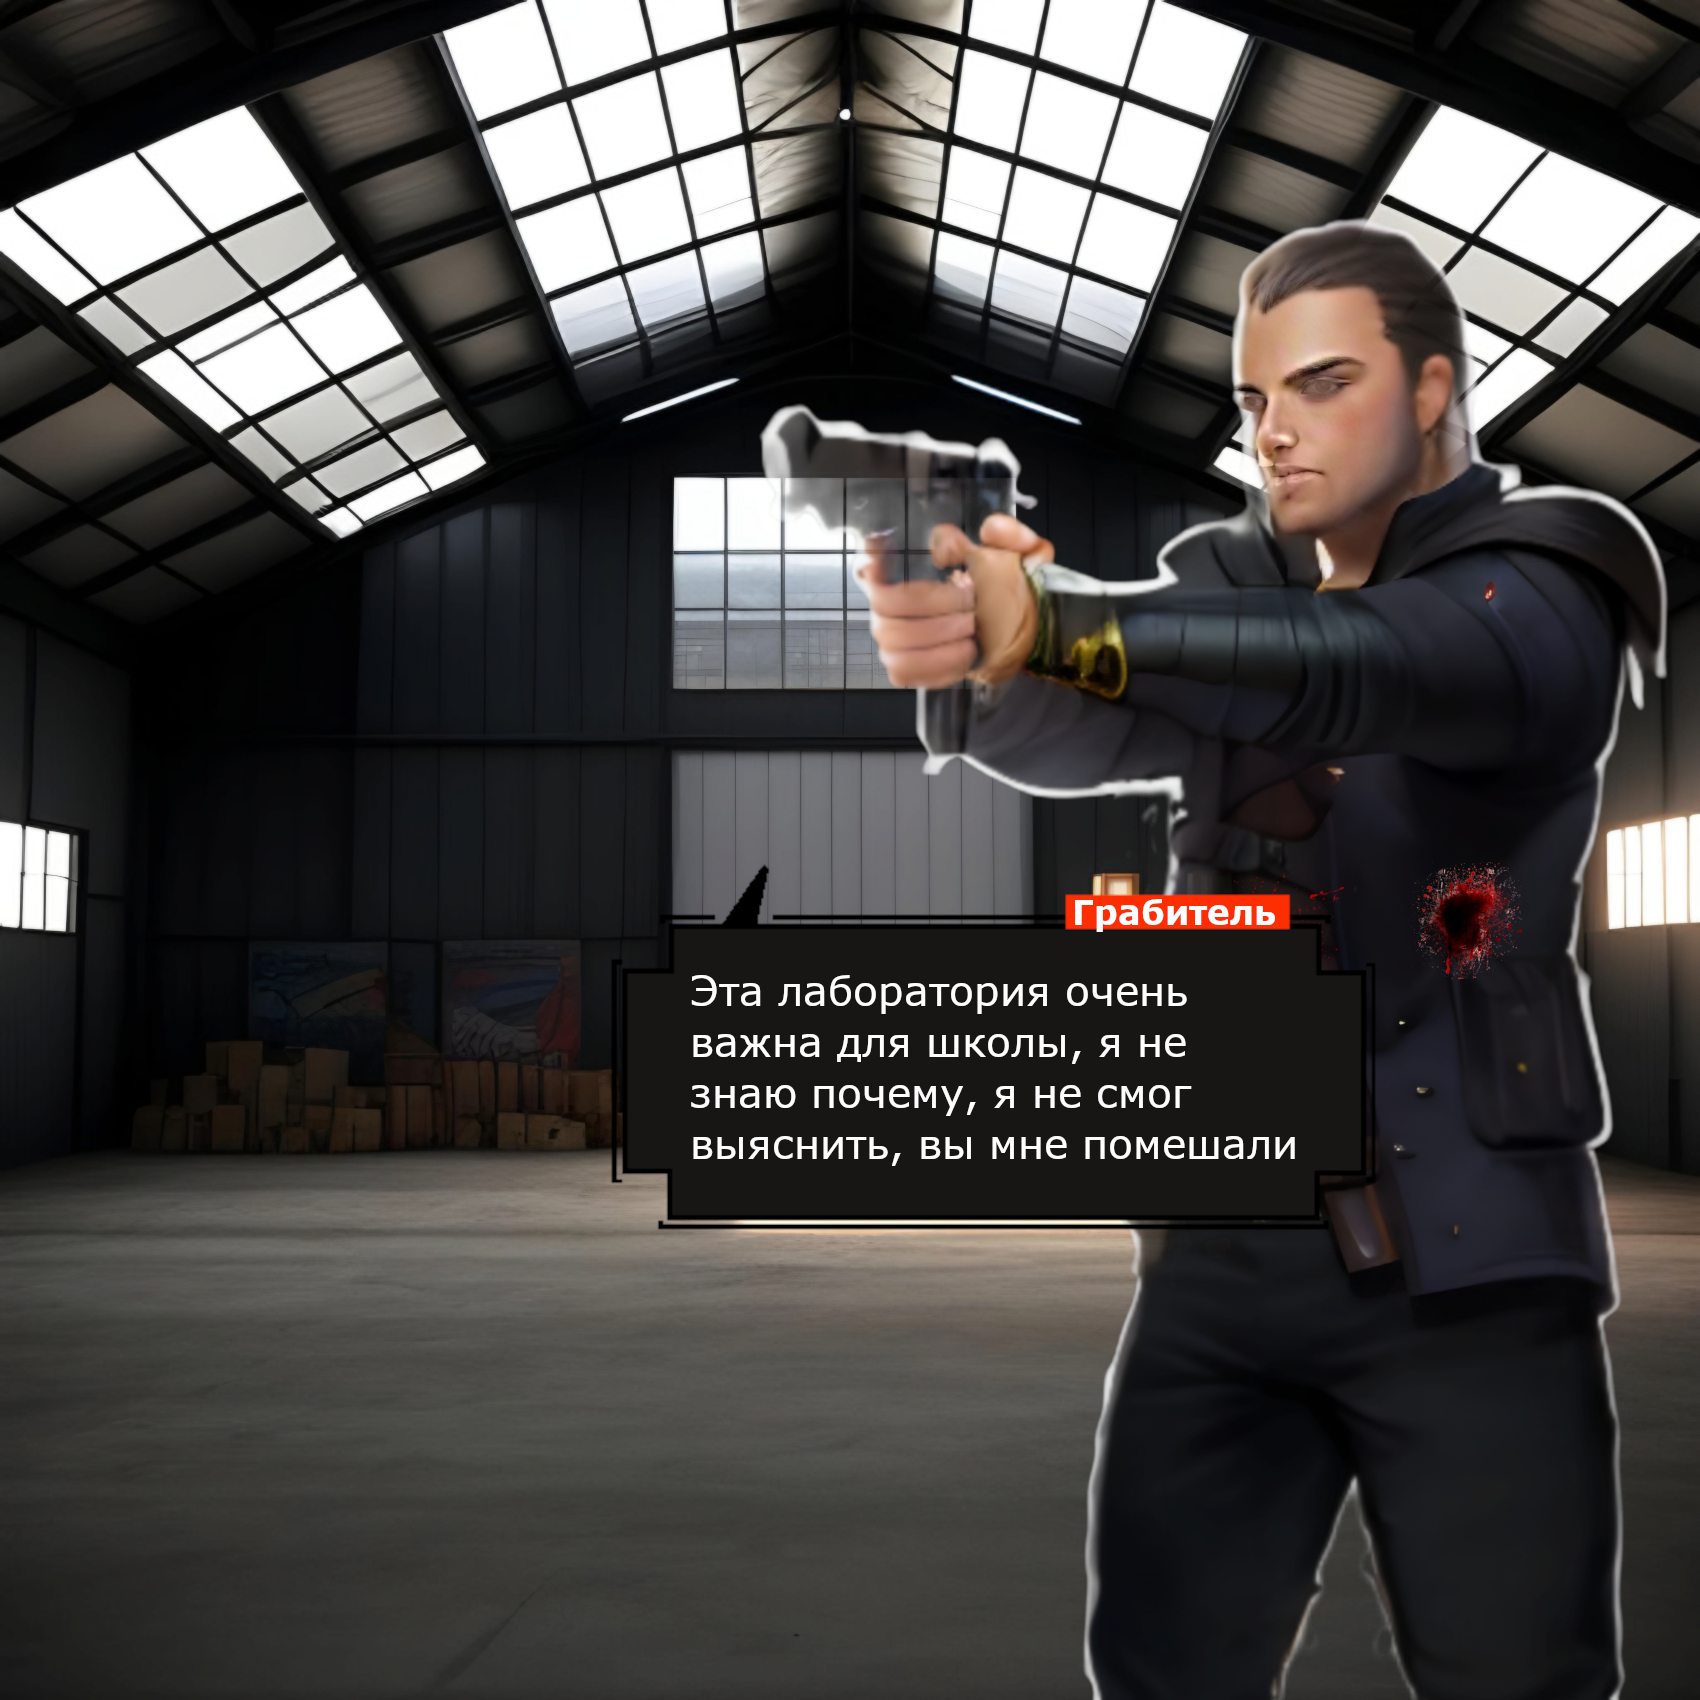 Грабитель
Эта лаборатория очень
важна для школы, я не
знаю почему, я не смог
выяснить, вы мне помешали